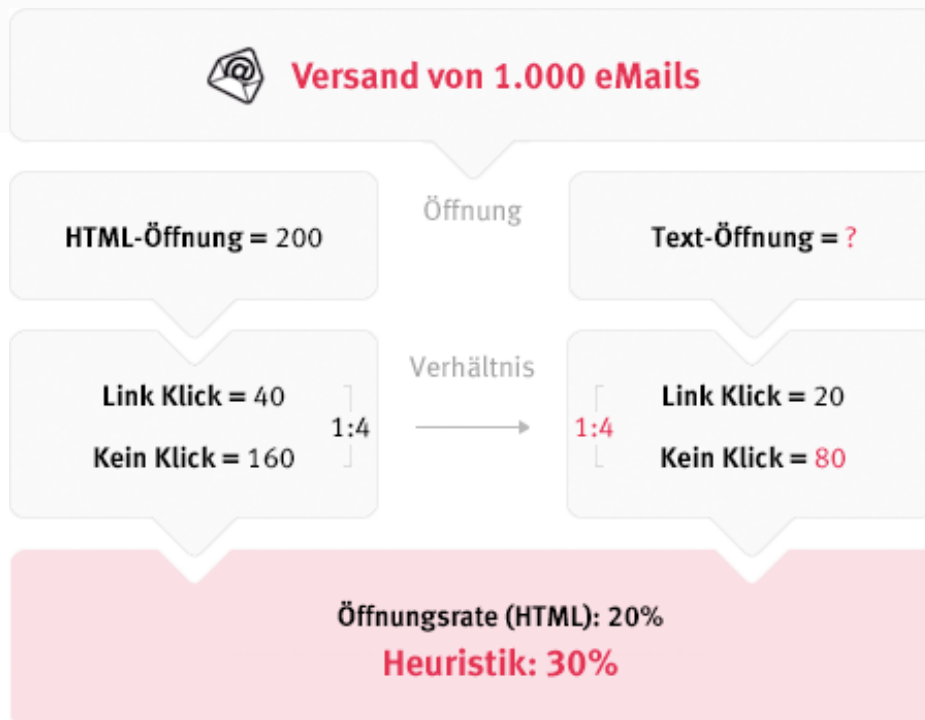 Versand von 1.000 eMails
Öffnung
HTML-Öffnung = 200
Text-Öffnung = ?
Verhältnis
Link Klick = 40
Kein Klick = 160
1:4
1:4
Link Klick = 20
Kein Klick = 80
Öffnungsrate (HTML): 20%
Heuristik: 30%